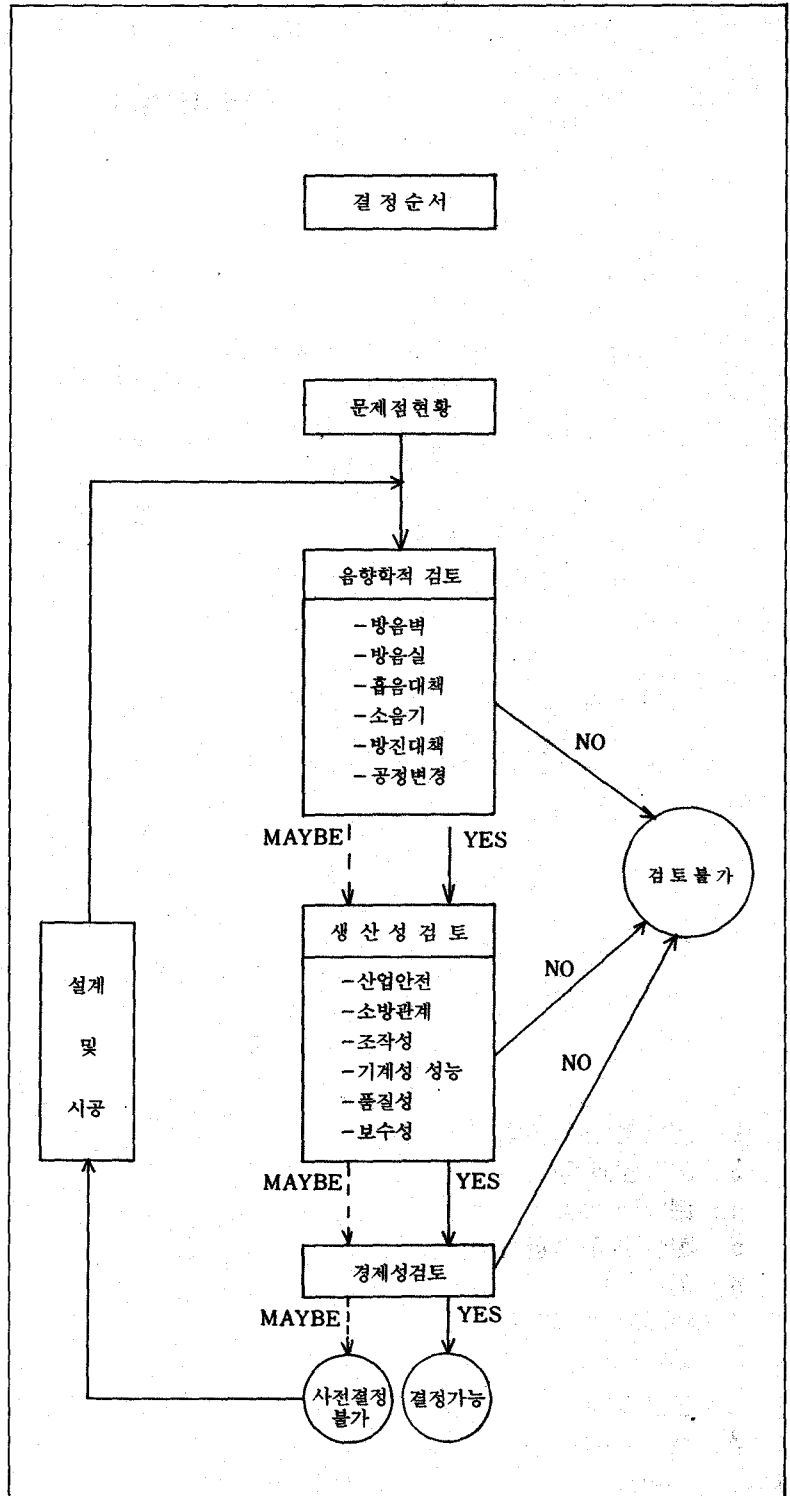 결정순서
문제점현황
음향학적 검토
-방음벽
-방음실
-흡음대책
-소음기
-방진대책
-공정변경
NO
MAYBE
YES
검토불가
생산성검토
-산업안전
-소방관계
-조작성
-기계성 성능
-품질성
-보수성
NO
NO
설계
및
시공
MAYBE
YES
경제성검토
MAYBE
YES
사전결정
불가
결정가능